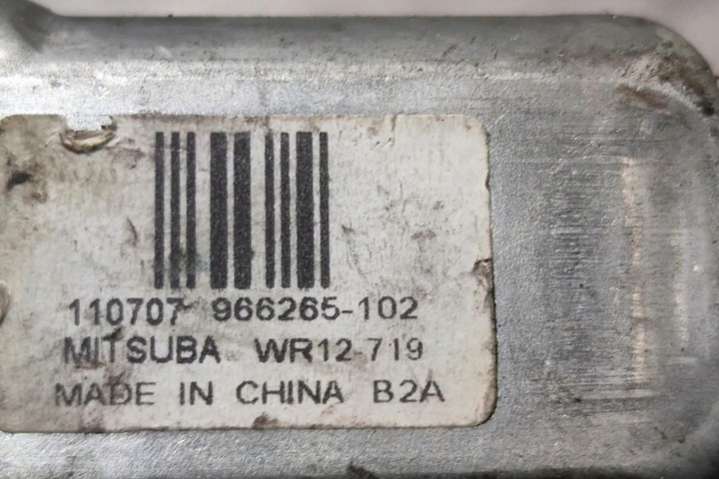 110707 966265-102
MITSUBA WR12-719
MADE IN CHINA B2A